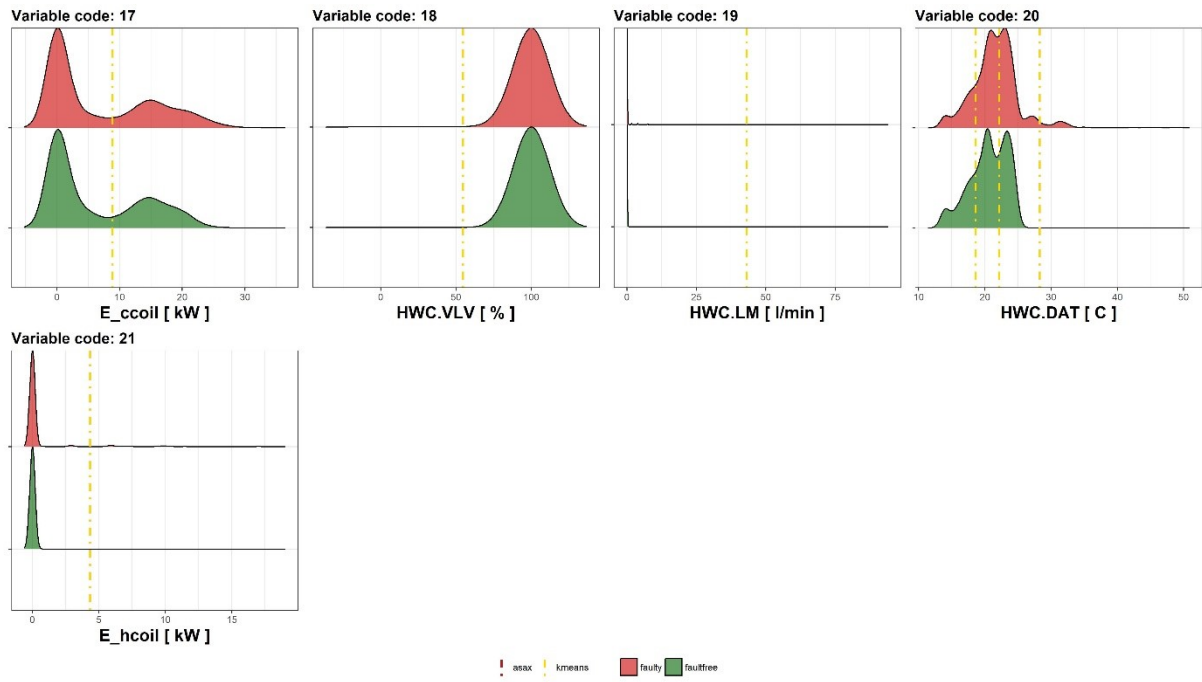 Variable code: 17
Variable code: 18
Variable code: 19
Variable code: 20
0 10 20 30
0 50 100
0 25 50 75
10 20 30 40 50
E_ccoil [ kW ]
HWC.VLV [ % ]
HWC.LM [ l/min ]
HWC.DAT [ C ]
Variable code: 21
0 5 10 15
E_hcoil [ kW ]
asax kmeans faulty faultfree